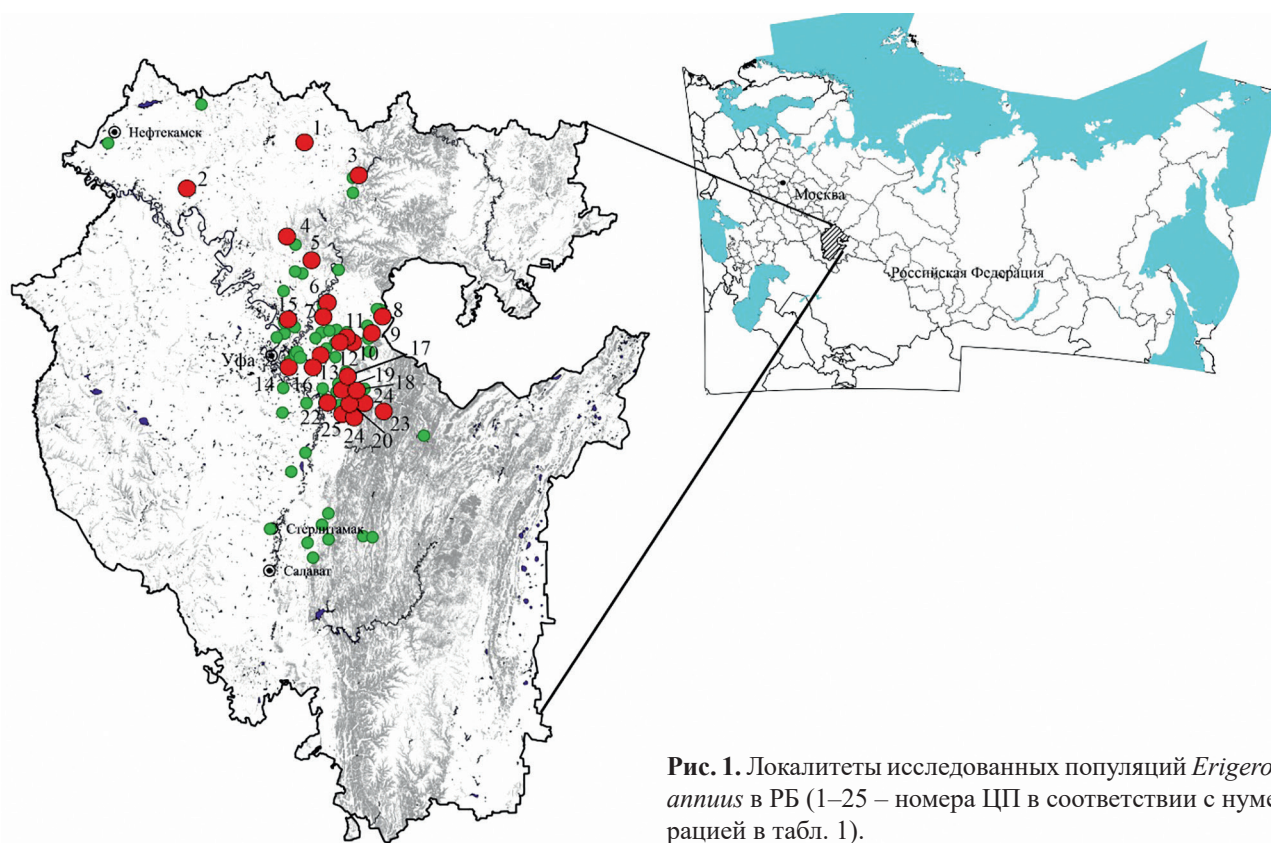 Нефтекамск
1
3
2
4
5
6
15
7
8
11
9
Уфа
12
10
17
14
16
13
19
18
22
24
23
25
24
20
Стерлитамак
Салават
Москва
Российская Федерация
Рис. 1. Локалитеты исследованных популяций Erigero
annuus в РБ (1–25 – номера ЦП в соответствии с нуме
рацией в табл. 1).